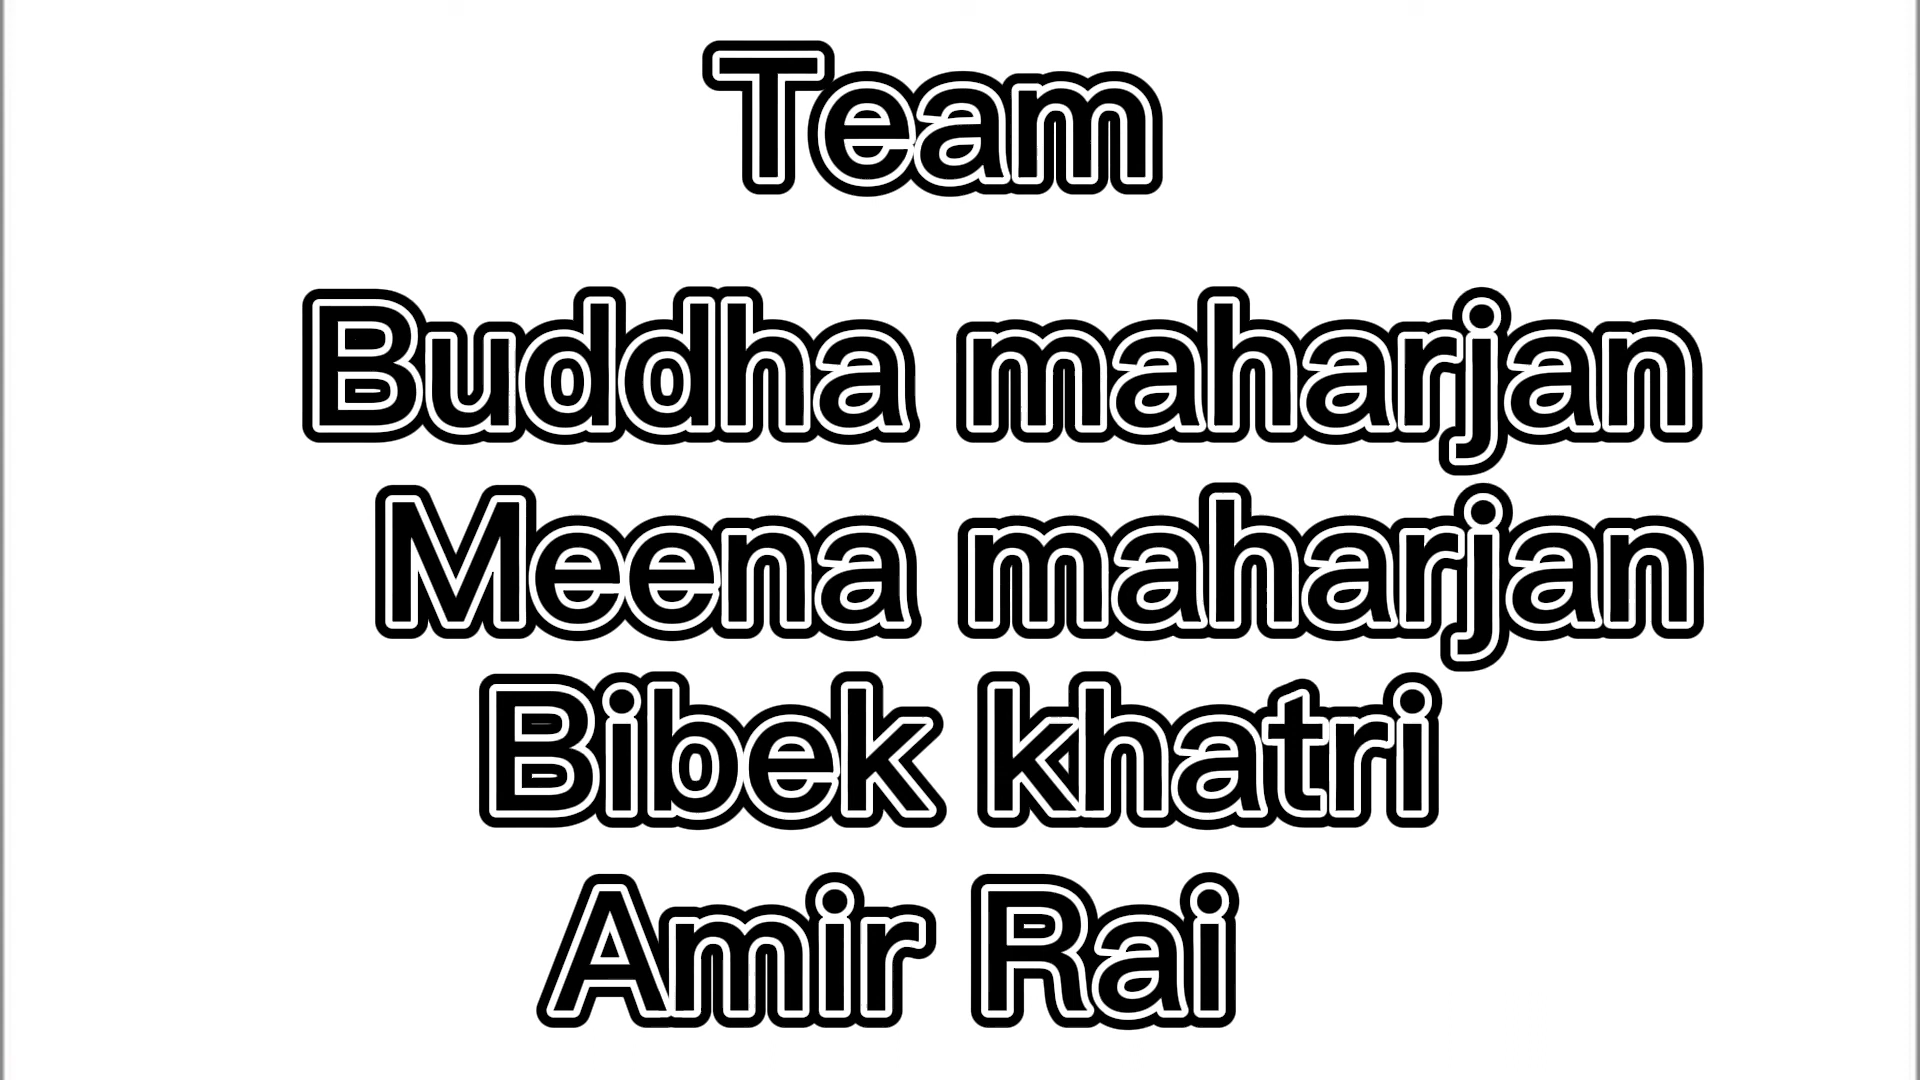 Team
Buddha maharjan
Meena maharjan
Bibek khatri
Amir Rai